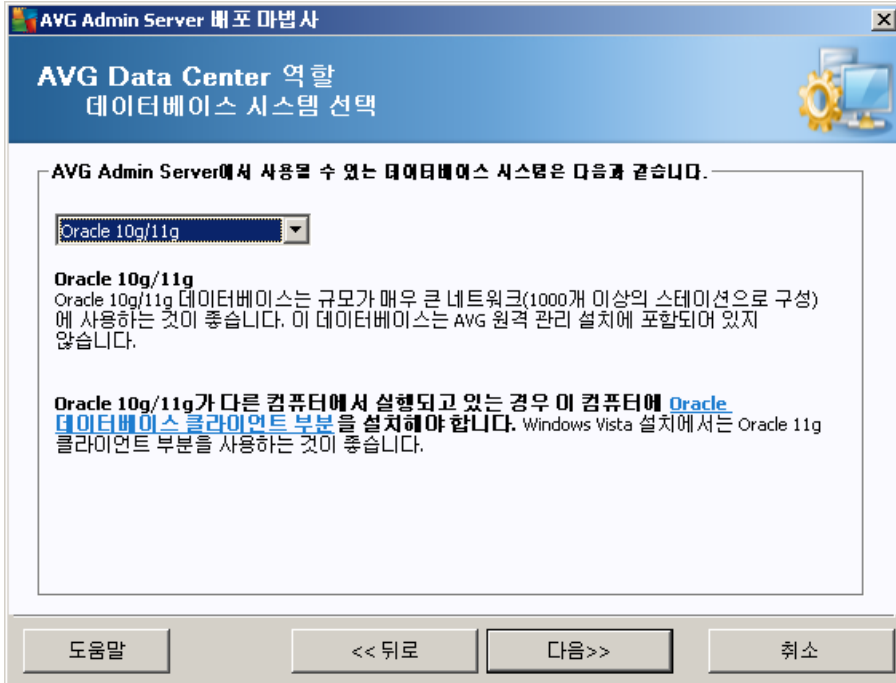 AVG Admin Server 배포 마법사
AVG Data Center 역할
데이터베이스 시스템 선택
AVG Admin Server에서 사용될 수 있는 데이터베이스 시스템은 다음과 같습니다.
Oracle 10g/11g
Oracle 10g/11g
Oracle 10g/11g 데이터베이스는 규모가 매우 큰 네트워크(1000개 이상의 스테이션으로 구성)
에 사용하는 것이 좋습니다. 이 데이터베이스는 AVG 원격 관리 설치에 포함되어 있지
않습니다.
Oracle 10g/11g가 다른 컴퓨터에서 실행되고 있는 경우 이 컴퓨터에 Oracle
데이터베이스 클라이언트 부분을 설치해야 합니다. Windows Vista 설치에서는 Oracle 11g
클라이언트 부분을 사용하는 것이 좋습니다.
도움말
<< 뒤로
다음>>
취소